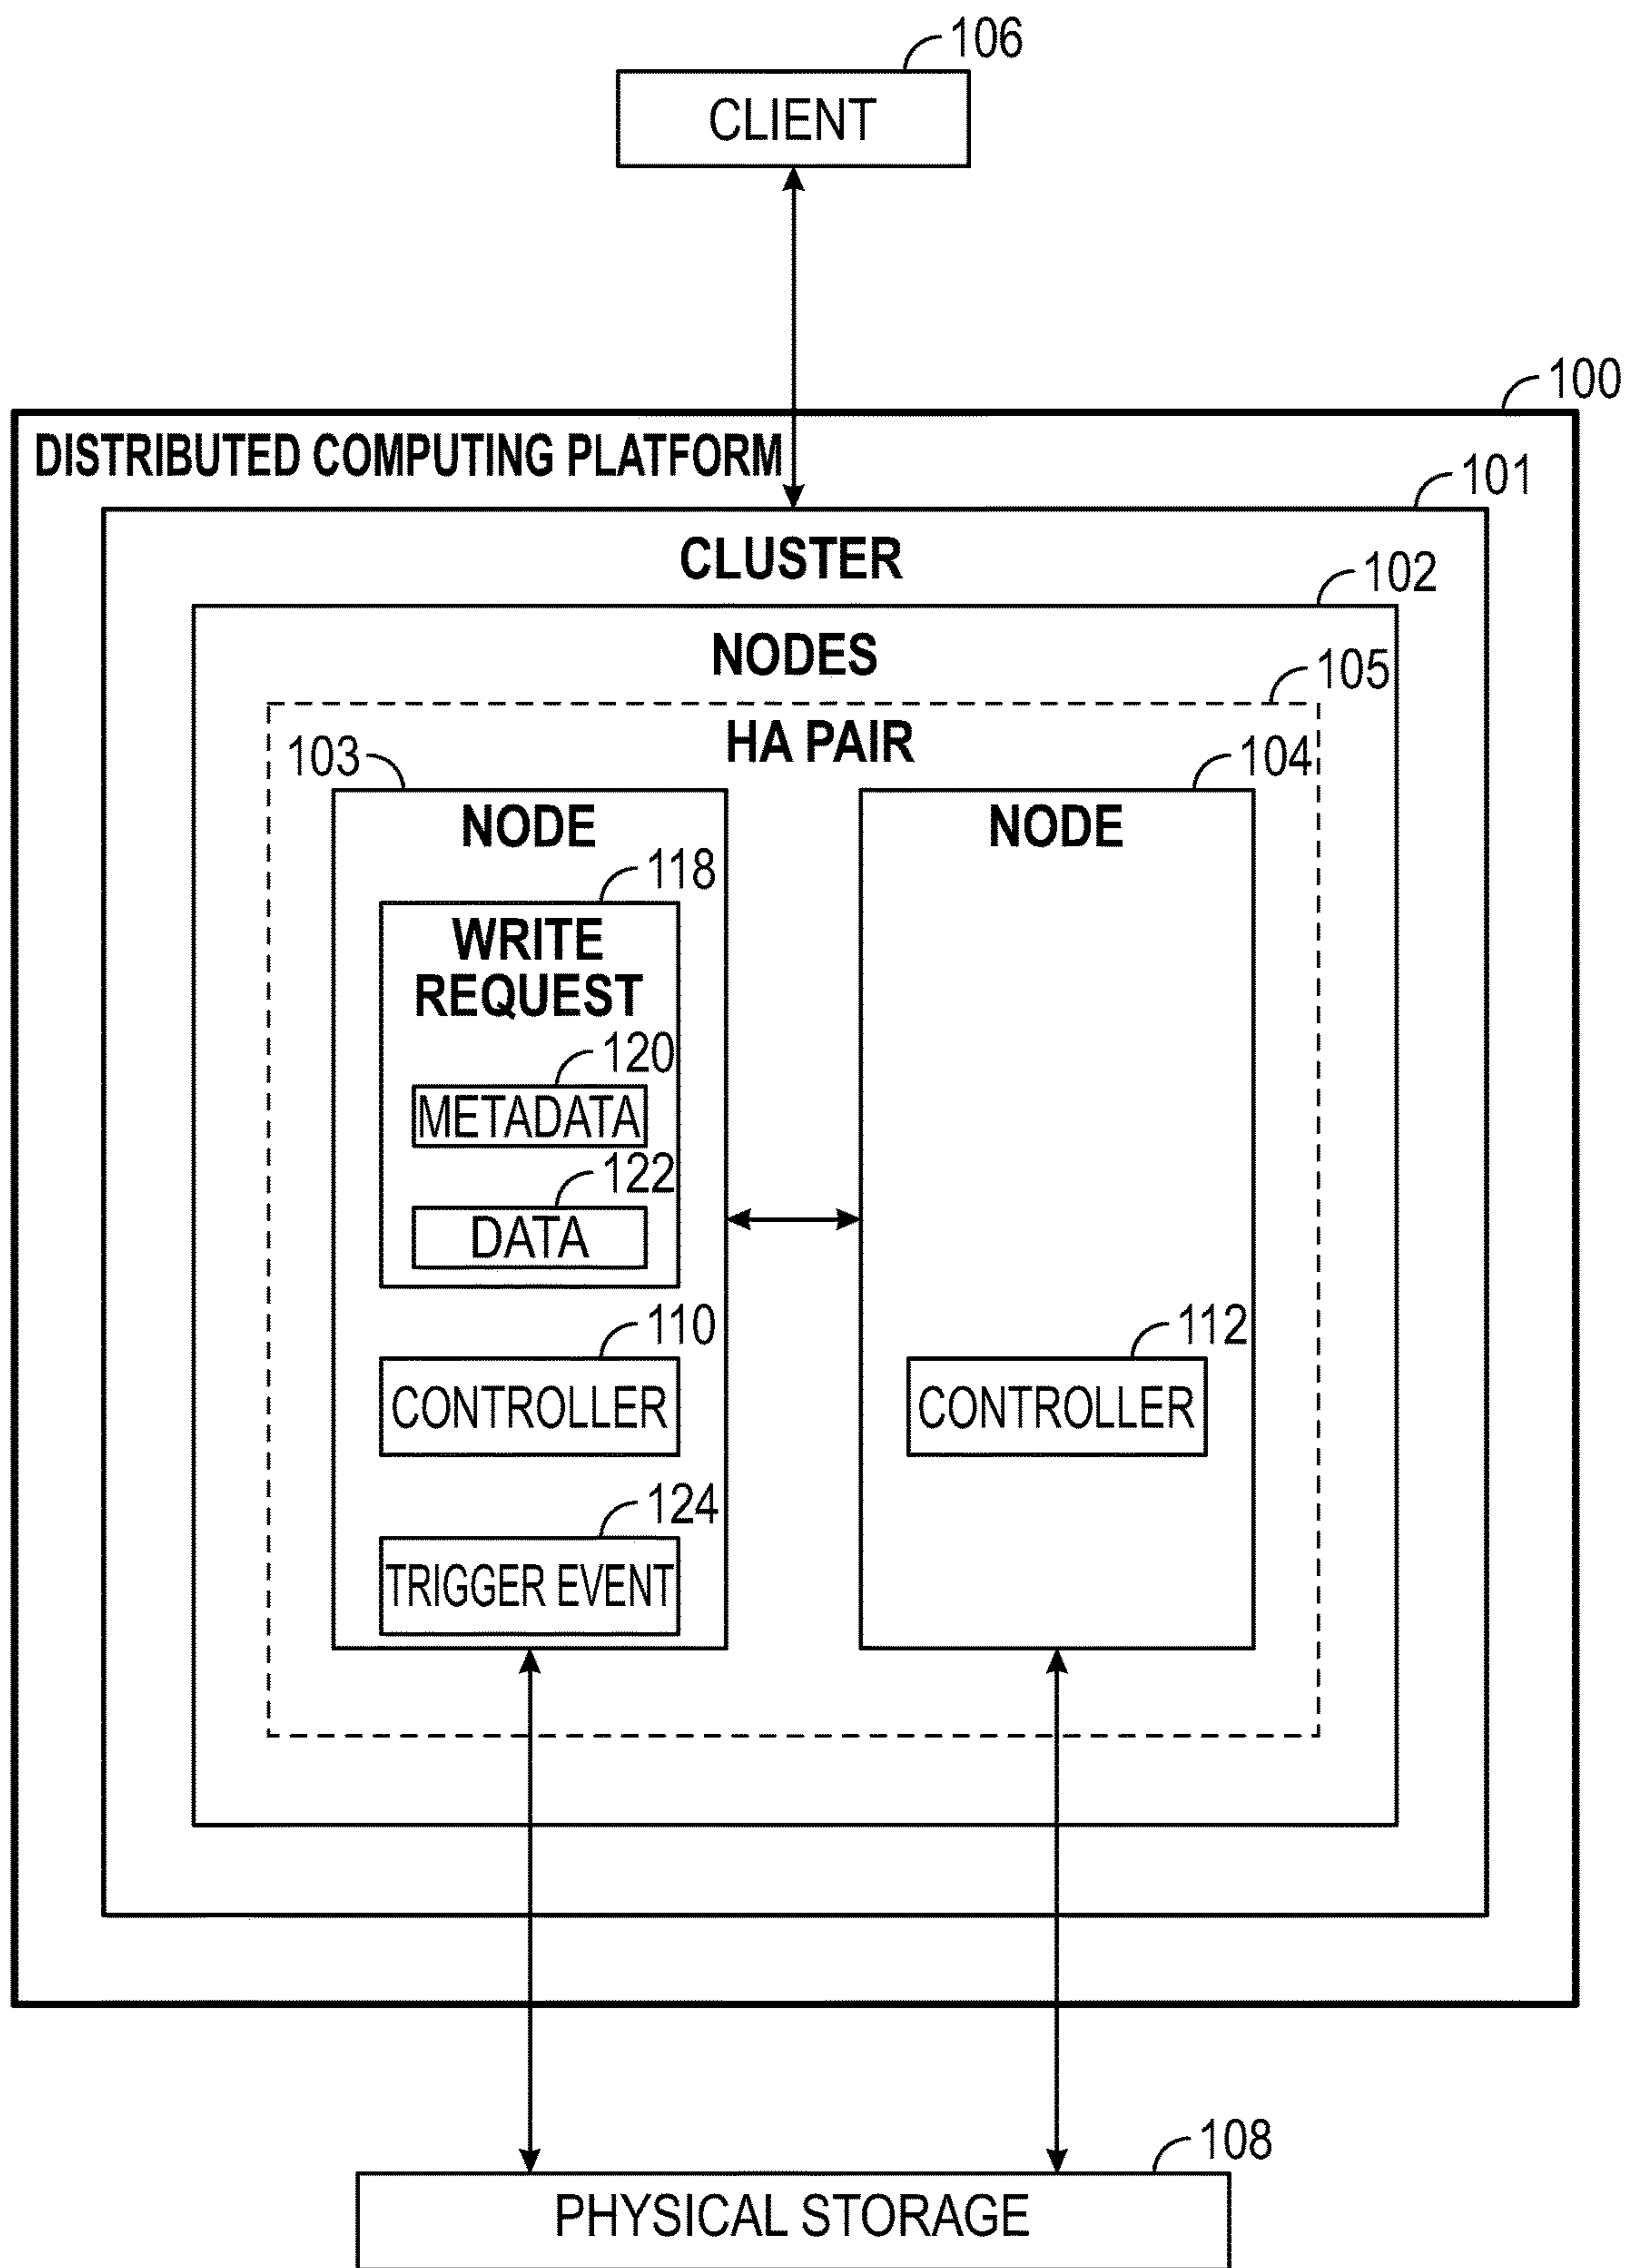 106
CLIENT
100
DISTRIBUTED COMPUTING PLATFORM
101
CLUSTER
102
NODES
105
HA PAIR
103
104
NODE
NODE
118
WRITE
REQUEST
120
METADATA
122
DATA
110
CONTROLLER
112
CONTROLLER
124
TRIGGER EVENT
108
PHYSICAL STORAGE